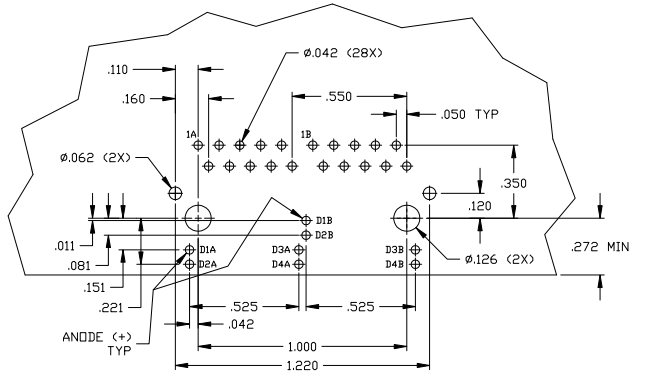 .110
Ø.042 (28X)
.160
.550
.050 TYP
1A
1B
Ø.062 (2X)
.350
.120
D1B
.011
D2B
.272 MIN
.081
D1A
D3A
D3B
Ø.126 (2X)
.151
D2A
D4A
D4B
.221
.525
.525
.042
ANODE (+)
TYP
1.000
1.220